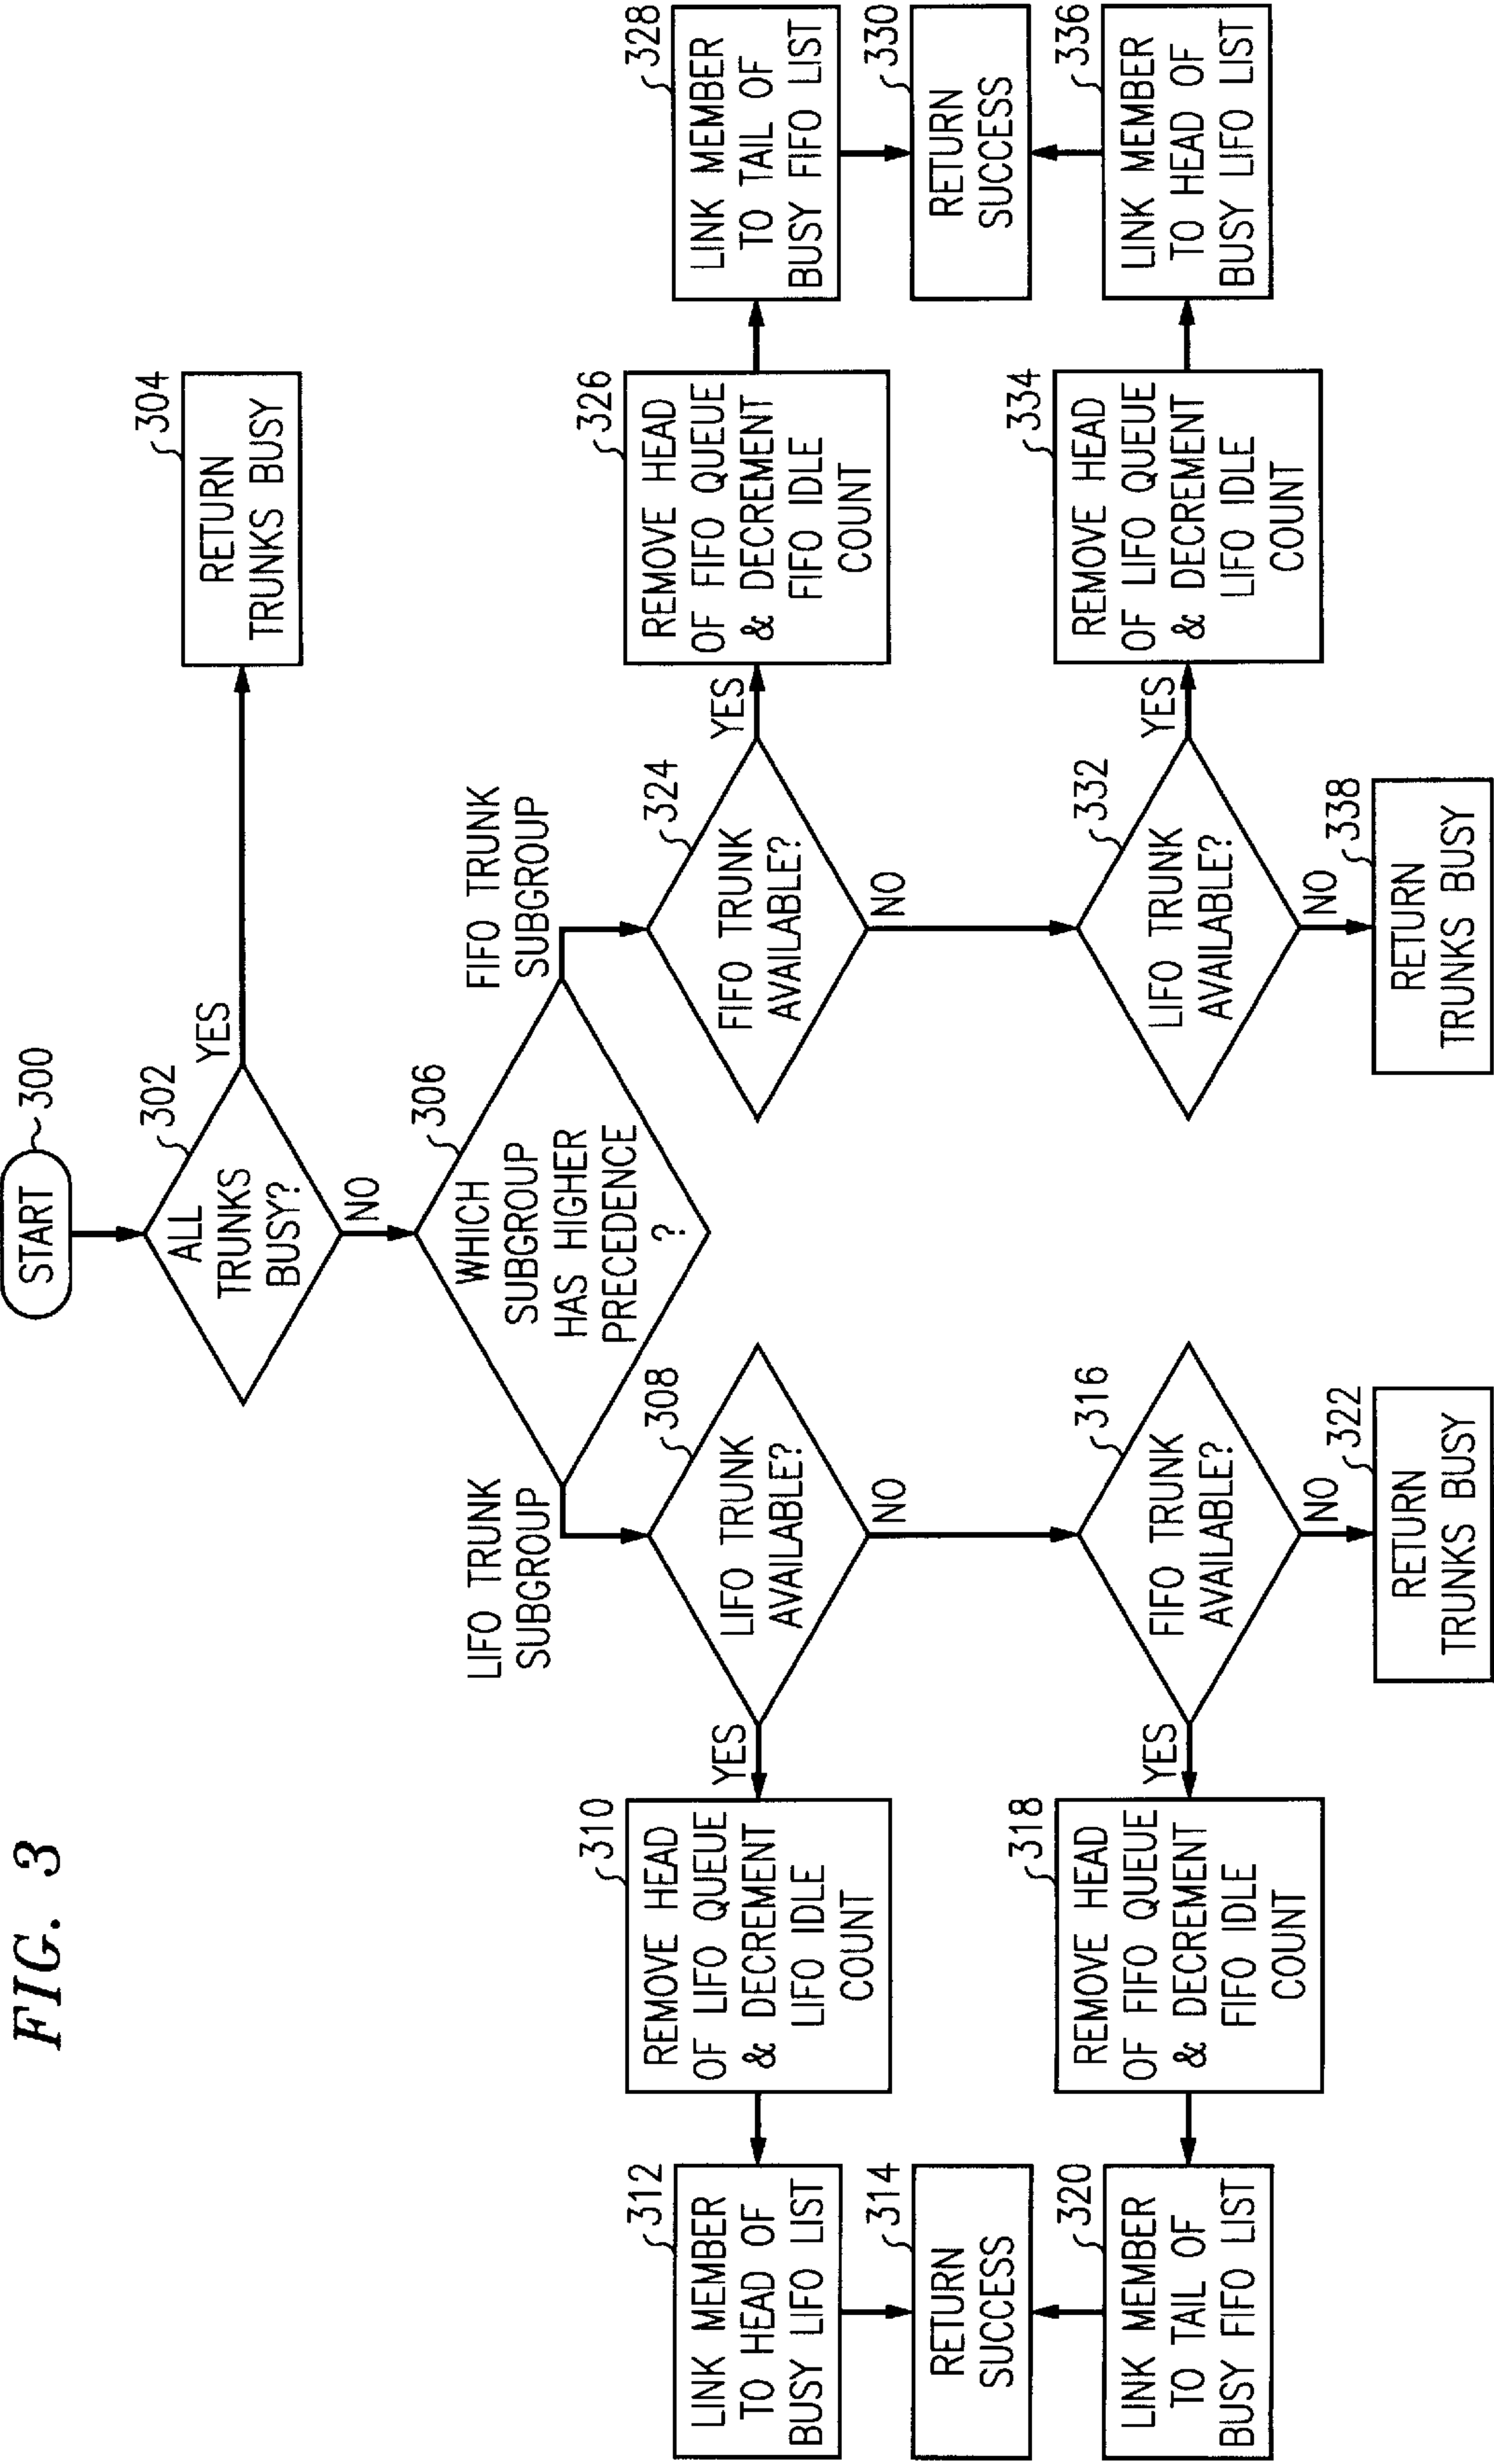 FIG. 3
START
300
ALL
TRUNKS
BUSY?
302
YES
RETURN
TRUNKS BUSY
304
NO
WHICH
SUBGROUP
HAS HIGHER
PRECEDENCE
?
306
LIFO TRUNK
SUBGROUP
FIFO TRUNK
SUBGROUP
LIFO TRUNK
AVAILABLE?
308
YES
REMOVE HEAD
OF LIFO QUEUE
& DECREMENT
LIFO IDLE
COUNT
310
LINK MEMBER
TO HEAD OF
BUSY LIFO LIST
312
RETURN
SUCCESS
314
NO
FIFO TRUNK
AVAILABLE?
316
YES
REMOVE HEAD
OF FIFO QUEUE
& DECREMENT
FIFO IDLE
COUNT
318
LINK MEMBER
TO TAIL OF
BUSY FIFO LIST
320
NO
RETURN
TRUNKS BUSY
322
FIFO TRUNK
AVAILABLE?
324
YES
REMOVE HEAD
OF FIFO QUEUE
& DECREMENT
FIFO IDLE
COUNT
326
LINK MEMBER
TO TAIL OF
BUSY FIFO LIST
328
RETURN
SUCCESS
330
NO
LIFO TRUNK
AVAILABLE?
332
YES
REMOVE HEAD
OF LIFO QUEUE
& DECREMENT
LIFO IDLE
COUNT
334
LINK MEMBER
TO HEAD OF
BUSY LIFO LIST
336
NO
RETURN
TRUNKS BUSY
338